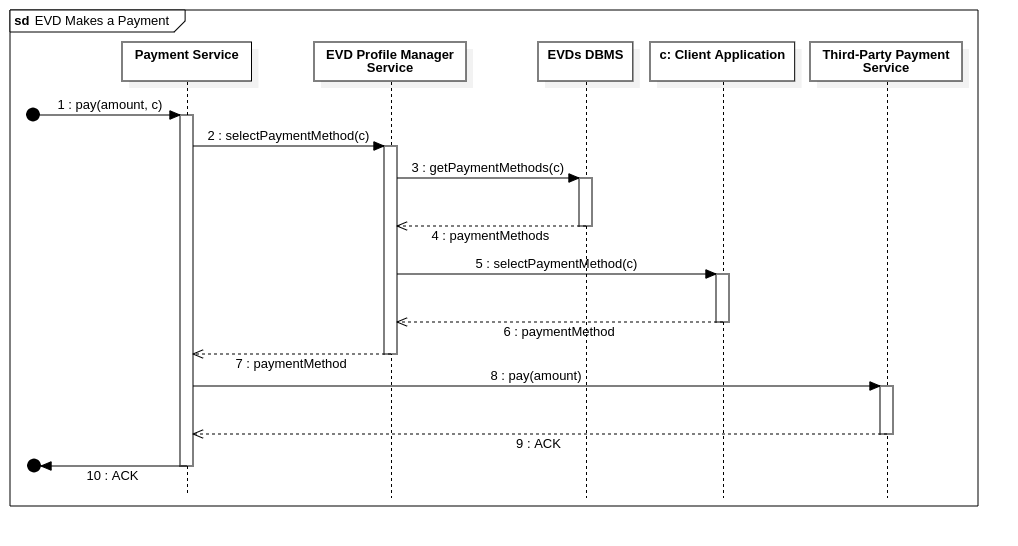 sd EVD Makes a Payment
Payment Service
EVD Profile Manager
Service
EVDs DBMS
c: Client Application
Third-Party Payment
Service
1 : pay(amount, c)
2 : selectPaymentMethod(c)
3 : getPaymentMethods(c)
4 : paymentMethods
5 : selectPaymentMethod(c)
6 : paymentMethod
7 : paymentMethod
8 : pay(amount)
9 : ACK
10 : ACK